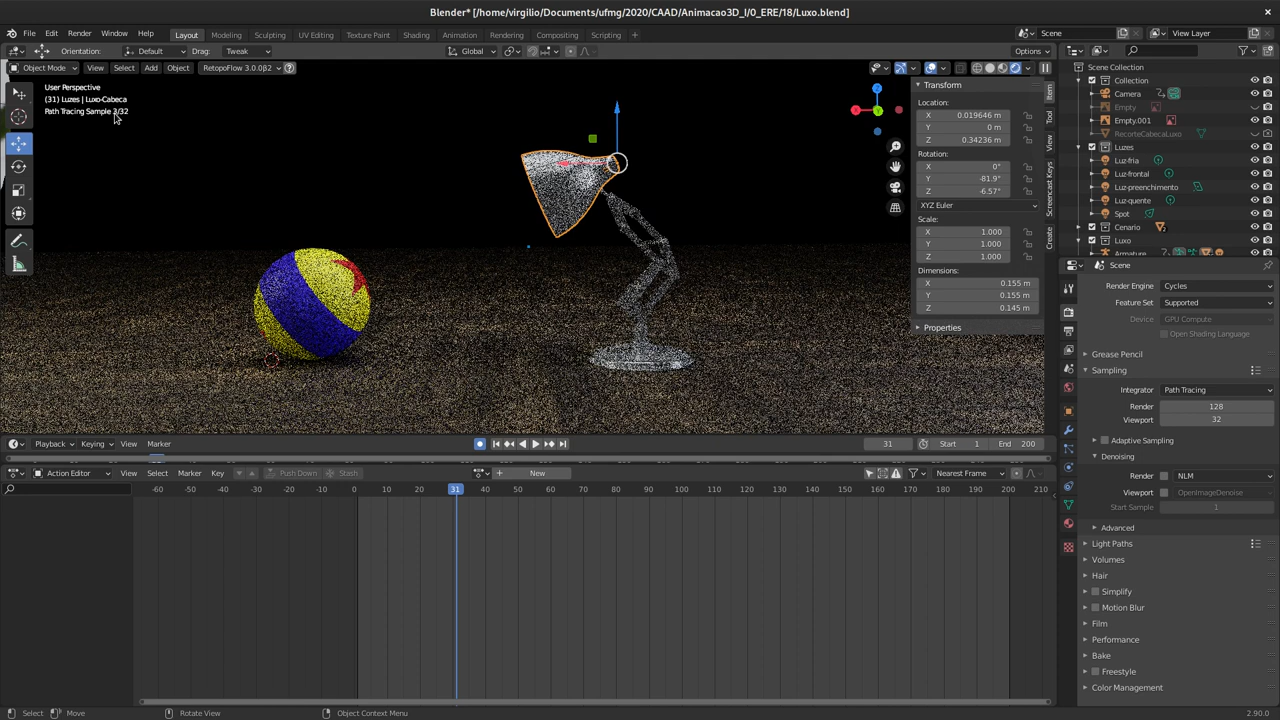 Blender* [/home/virgilio/Documents/ufmg/2020/CAAD/Animacao3D_I/0_ERE/18/Luxo.blend]
File Edit Render Window Help Layout Modeling Sculpting UV Editing Texture Paint Shading Animation Rendering Compositing Scripting Scene View Layer
Orientation: Default Drag: Tweak Global Options
Object Mode View Select Add Object RetopoFlow 3.0.0β2
User Perspective
(31) Luzes | Luxo-Cabeca
Path Tracing Sample 3/32
Transform
Location:
X 0.019646 m
Y 0 m
Z 0.34236 m
Rotation:
X 0°
Y -81.9°
Z -6.57°
XYZ Euler
Scale:
X 1.000
Y 1.000
Z 1.000
Dimensions:
X 0.155 m
Y 0.155 m
Z 0.145 m
Properties
Item
Tool
View
Screencast Keys
Create
X
Y
Z
Scene Collection
Collection
Camera
Empty
Empty.001
RecorteCabecaLuxo
Luzes
Luz-fria
Luz-frontal
Luz-preenchimento
Luz-quente
Spot
Cenario
Luxo
Armature
Scene
Render Engine Cycles
Feature Set Supported
Device GPU Compute
Open Shading Language
Grease Pencil
Sampling
Integrator Path Tracing
Render 128
Viewport 32
Adaptive Sampling
Denoising
Render NLM
Viewport OpenImageDenoise
Start Sample 1
Advanced
Light Paths
Volumes
Hair
Simplify
Motion Blur
Film
Performance
Bake
Freestyle
Color Management
Playback Keying View Marker 31 Start 1 End 200
Action Editor View Select Marker Key Push Down Stash New Nearest Frame
-60 -50 -40 -30 -20 -10 0 10 20 31 40 50 60 70 80 90 100 110 120 130 140 150 160 170 180 190 200 210
Select Move Rotate View Object Context Menu 2.90.0